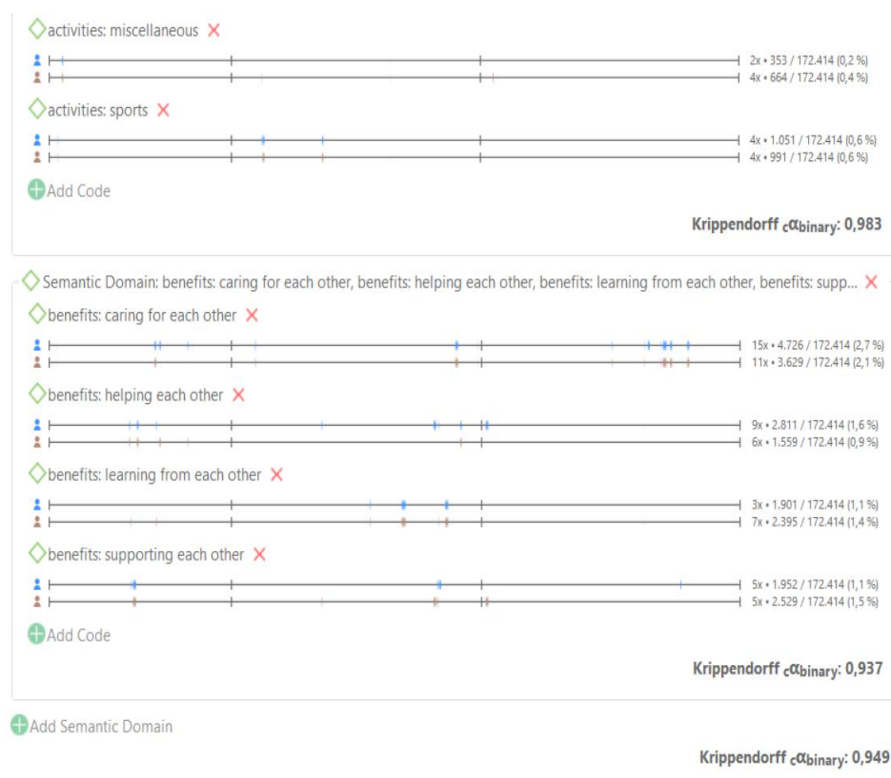 activities: miscellaneous
2x • 353 / 172.414 (0,2 %)
4x • 664 / 172.414 (0,4 %)
activities: sports
4x • 1.051 / 172.414 (0,6 %)
4x • 991 / 172.414 (0,6 %)
Add Code
Krippendorff cαbinary: 0,983
Semantic Domain: benefits: caring for each other, benefits: helping each other, benefits: learning from each other, benefits: supp...
benefits: caring for each other
15x • 4.726 / 172.414 (2,7 %)
11x • 3.629 / 172.414 (2,1 %)
benefits: helping each other
9x • 2.811 / 172.414 (1,6 %)
6x • 1.559 / 172.414 (0,9 %)
benefits: learning from each other
3x • 1.901 / 172.414 (1,1 %)
7x • 2.395 / 172.414 (1,4 %)
benefits: supporting each other
5x • 1.952 / 172.414 (1,1 %)
5x • 2.529 / 172.414 (1,5 %)
Add Code
Krippendorff cαbinary: 0,937
Add Semantic Domain
Krippendorff cαbinary: 0,949